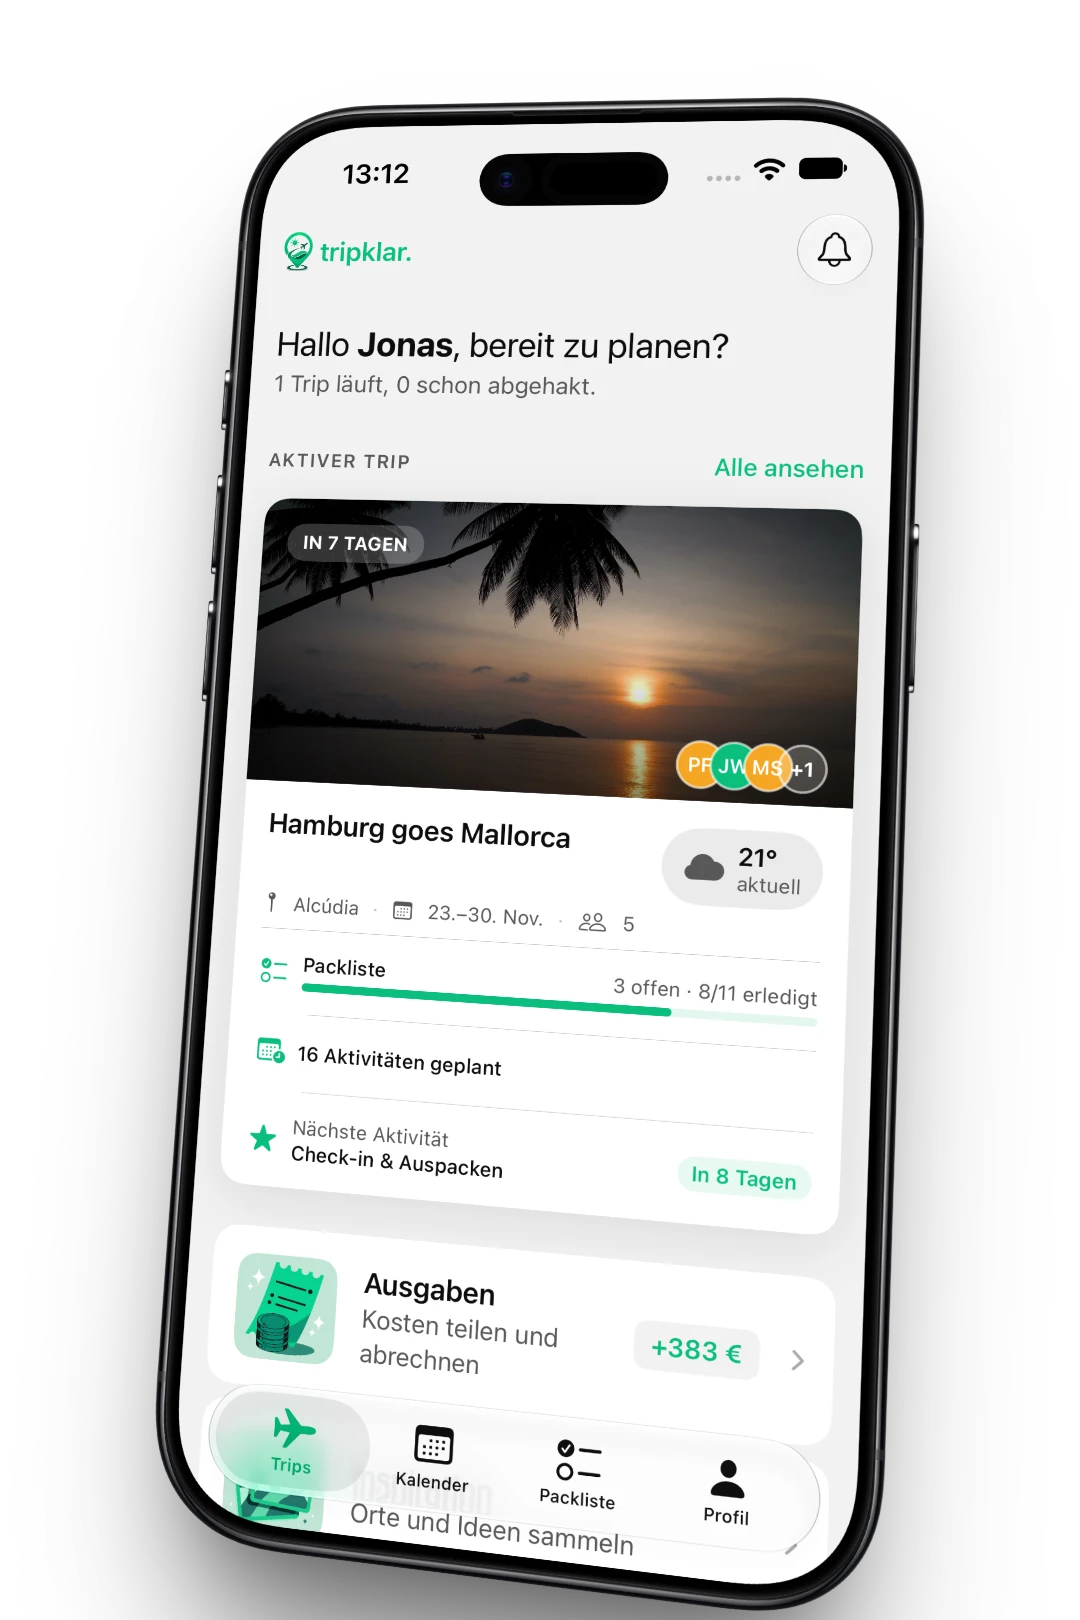 13:12
tripklar.
Hallo Jonas, bereit zu planen?
1 Trip läuft, 0 schon abgehakt.
AKTIVER TRIP
Alle ansehen
IN 7 TAGEN
PF JW MS +1
Hamburg goes Mallorca
21°
aktuell
Alcúdia · 23.–30. Nov. · 5
Packliste
3 offen · 8/11 erledigt
16 Aktivitäten geplant
Nächste Aktivität
Check-in & Auspacken
In 8 Tagen
Ausgaben
Kosten teilen und
abrechnen
+383 €
Inspiration
Orte und Ideen sammeln
Trips
Kalender
Packliste
Profil